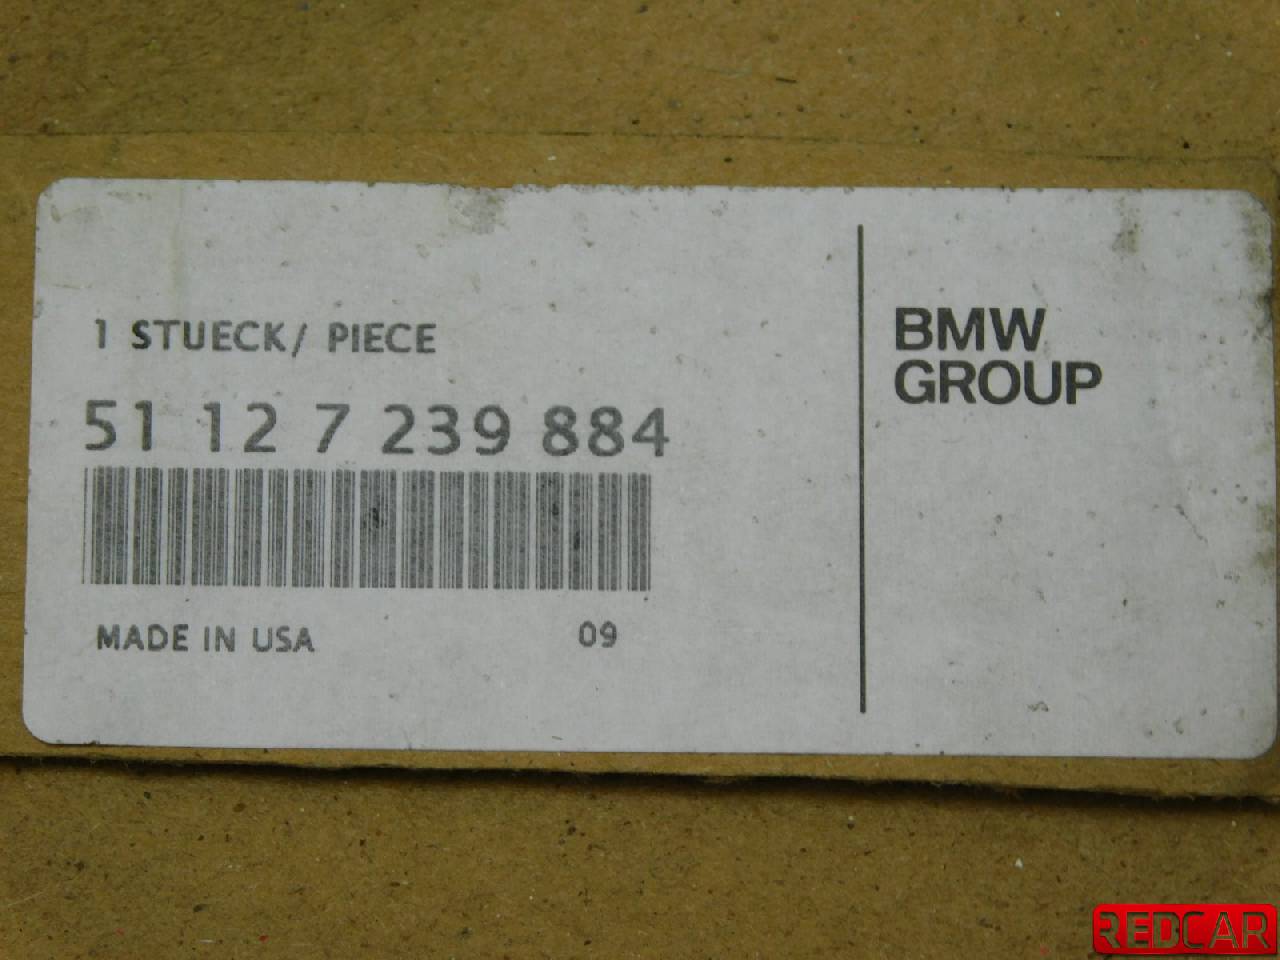 1 STUECK/ PIECE
51 12 7 239 884
MADE IN USA 09
BMW
GROUP
REDCAR